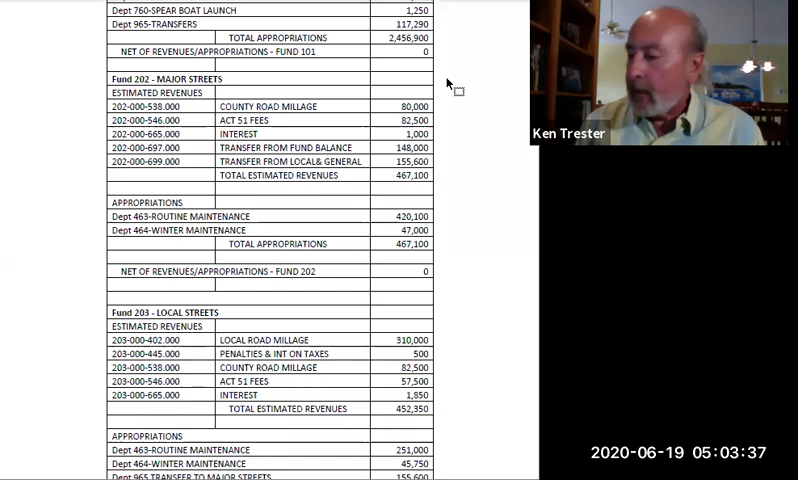 Dept 760-SPEAR BOAT LAUNCH 1,250
Dept 965-TRANSFERS 117,290
TOTAL APPROPRIATIONS 2,456,900
NET OF REVENUES/APPROPRIATIONS - FUND 101 0
Fund 202 - MAJOR STREETS
ESTIMATED REVENUES
202-000-538.000 COUNTY ROAD MILLAGE 80,000
202-000-546.000 ACT 51 FEES 82,500
202-000-665.000 INTEREST 1,000
202-000-697.000 TRANSFER FROM FUND BALANCE 148,000
202-000-699.000 TRANSFER FROM LOCAL& GENERAL 155,600
TOTAL ESTIMATED REVENUES 467,100
APPROPRIATIONS
Dept 463-ROUTINE MAINTENANCE 420,100
Dept 464-WINTER MAINTENANCE 47,000
TOTAL APPROPRIATIONS 467,100
NET OF REVENUES/APPROPRIATIONS - FUND 202 0
Fund 203 - LOCAL STREETS
ESTIMATED REVENUES
203-000-402.000 LOCAL ROAD MILLAGE 310,000
203-000-445.000 PENALTIES & INT ON TAXES 500
203-000-538.000 COUNTY ROAD MILLAGE 82,500
203-000-546.000 ACT 51 FEES 57,500
203-000-665.000 INTEREST 1,850
TOTAL ESTIMATED REVENUES 452,350
APPROPRIATIONS
Dept 463-ROUTINE MAINTENANCE 251,000
Dept 464-WINTER MAINTENANCE 45,750
Dept 965 TRANSFER TO MAJOR STREETS 155,600
Ken Trester
2020-06-19 05:03:37